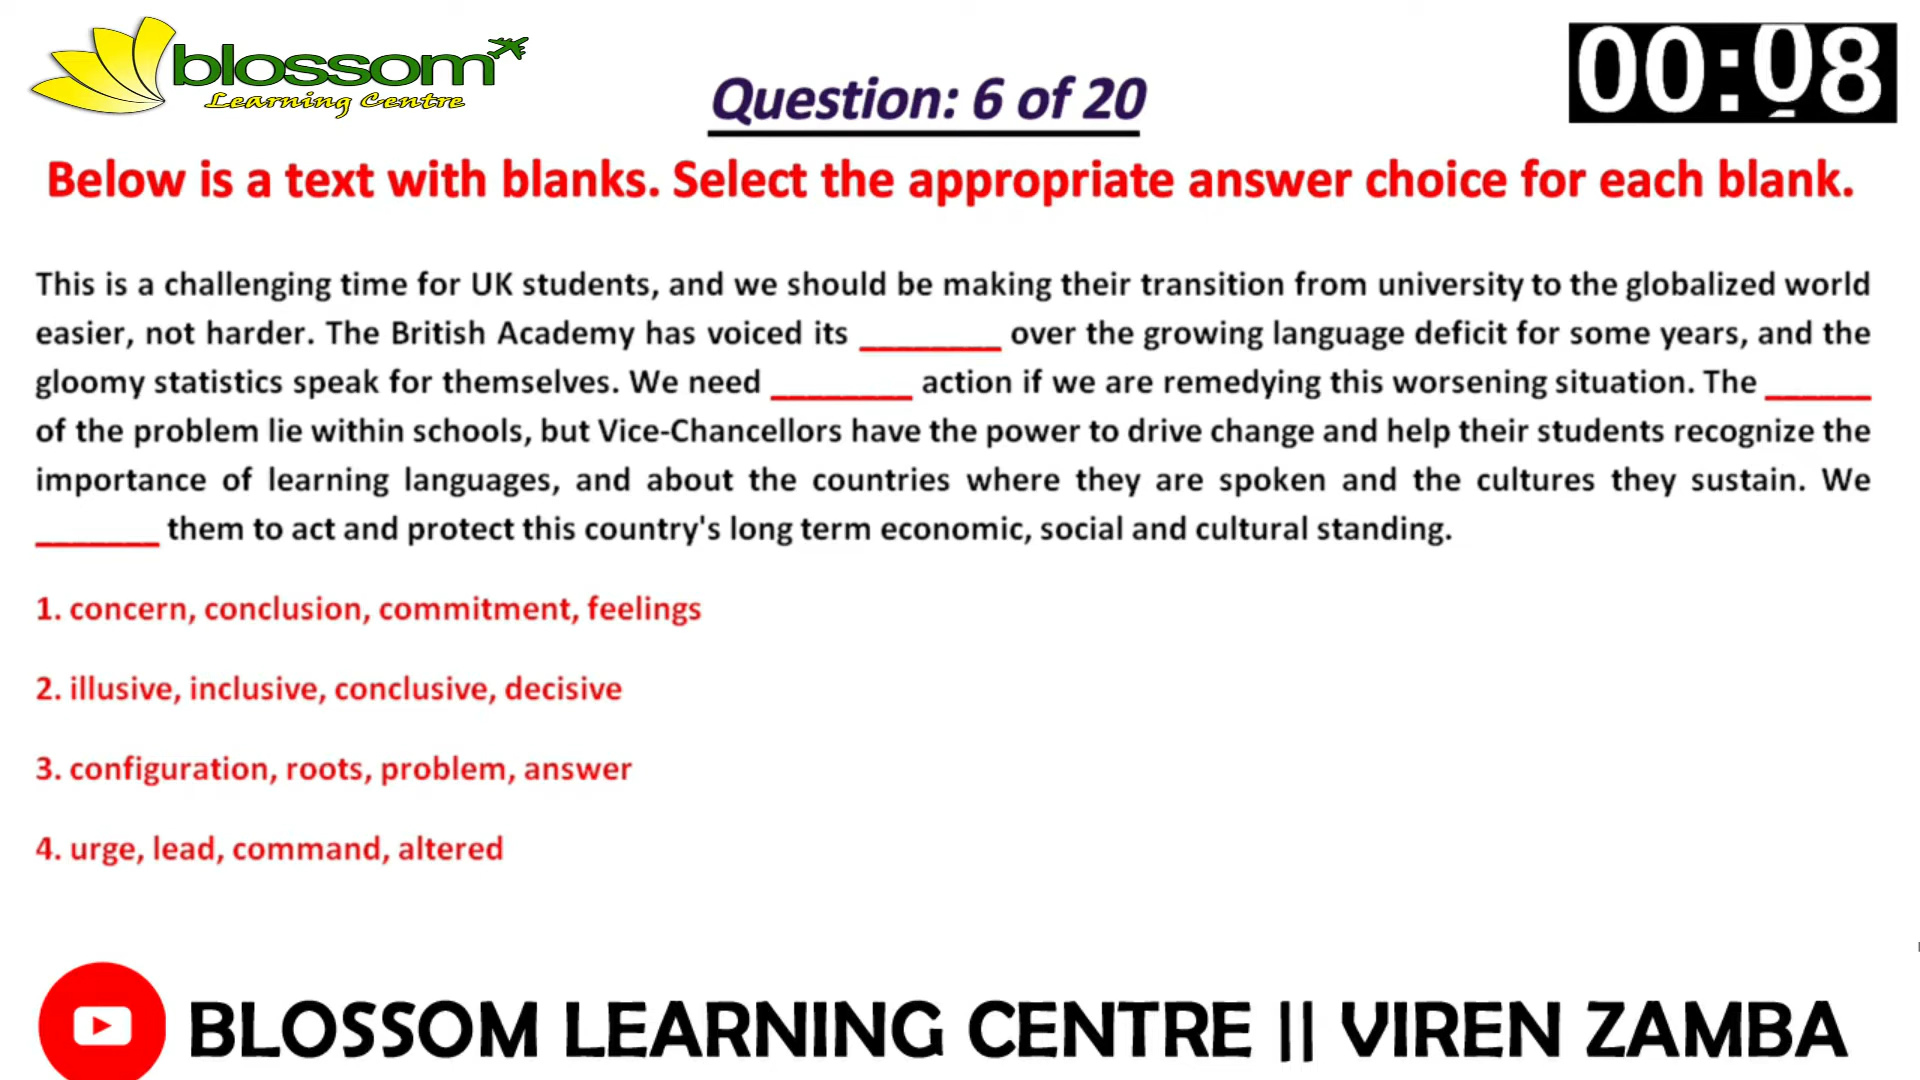 blossom
Learning Centre
Question: 6 of 20
00:08
Below is a text with blanks. Select the appropriate answer choice for each blank.
This is a challenging time for UK students, and we should be making their transition from university to the globalized world
easier, not harder. The British Academy has voiced its ________ over the growing language deficit for some years, and the
gloomy statistics speak for themselves. We need ________ action if we are remedying this worsening situation. The ______
of the problem lie within schools, but Vice-Chancellors have the power to drive change and help their students recognize the
importance of learning languages, and about the countries where they are spoken and the cultures they sustain. We
_______ them to act and protect this country's long term economic, social and cultural standing.
1. concern, conclusion, commitment, feelings
2. illusive, inclusive, conclusive, decisive
3. configuration, roots, problem, answer
4. urge, lead, command, altered
BLOSSOM LEARNING CENTRE || VIREN ZAMBA